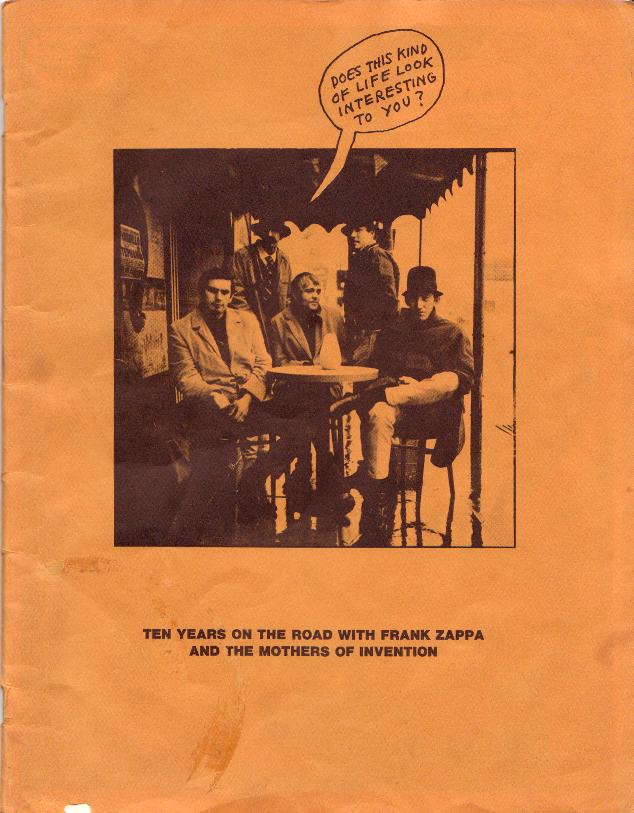 DOES THIS KIND
OF LIFE LOOK
INTERESTING
TO YOU?
TEN YEARS ON THE ROAD WITH FRANK ZAPPA
AND THE MOTHERS OF INVENTION